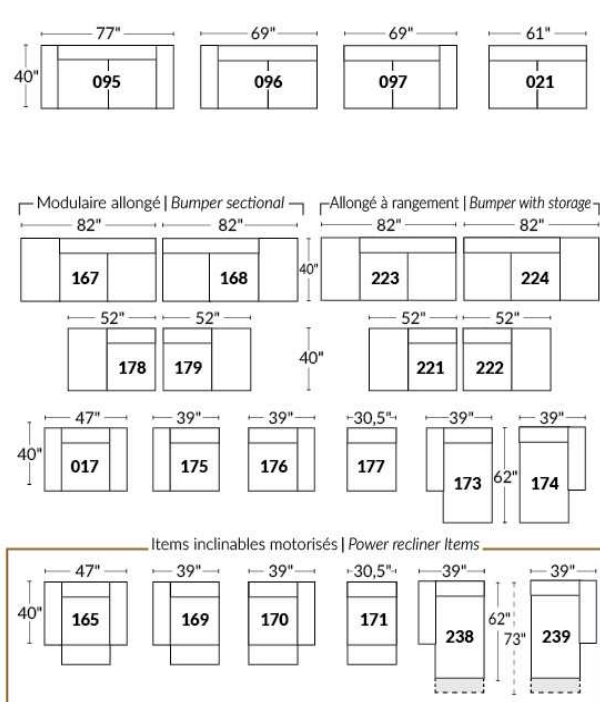 77" 69" 69" 61"
40" 095 096 097 021
Modulaire allongé | Bumper sectional Allongé à rangement | Bumper with storage
82" 82" 82" 82"
167 168 40" 223 224
52" 52" 52" 52"
178 179 40" 221 222
47" 39" 39" 30,5" 39" 39"
40" 017 175 176 177 173 62" 174
Items inclinables motorisés | Power recliner Items
47" 39" 39" 30,5" 39" 39"
40" 165 169 170 171 238 62" 73" 239